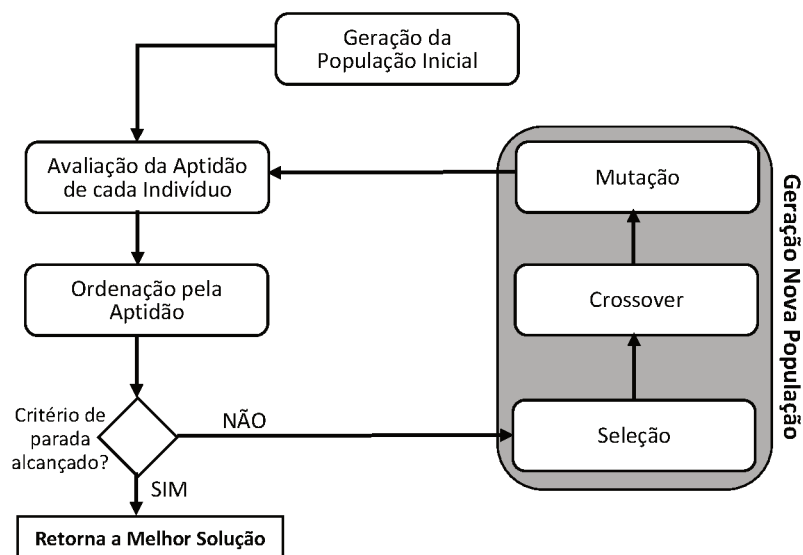 Geração da
População Inicial
Avaliação da Aptidão
de cada Indivíduo
Ordenação pela
Aptidão
Critério de
parada
alcançado?
NÃO
SIM
Retorna a Melhor Solução
Mutação
Crossover
Seleção
Geração Nova População